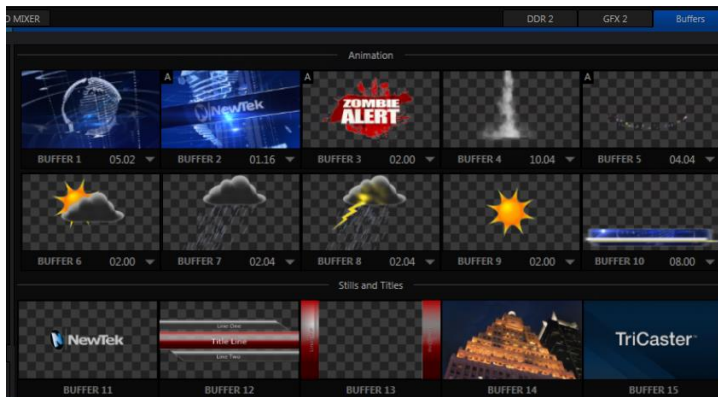 D MIXER
DDR 2
GFX 2
Buffers
Animation
A
NewTek
A
ZOMBIE
ALERT
A
BUFFER 1 05.02
BUFFER 2 01.16
BUFFER 3 02.00
BUFFER 4 10.04
BUFFER 5 04.04
BUFFER 6 02.00
BUFFER 7 02.04
BUFFER 8 02.04
BUFFER 9 02.00
BUFFER 10 08.00
Stills and Titles
NewTek
Line One
Title Line
Line Two
TriCaster
BUFFER 11
BUFFER 12
BUFFER 13
BUFFER 14
BUFFER 15